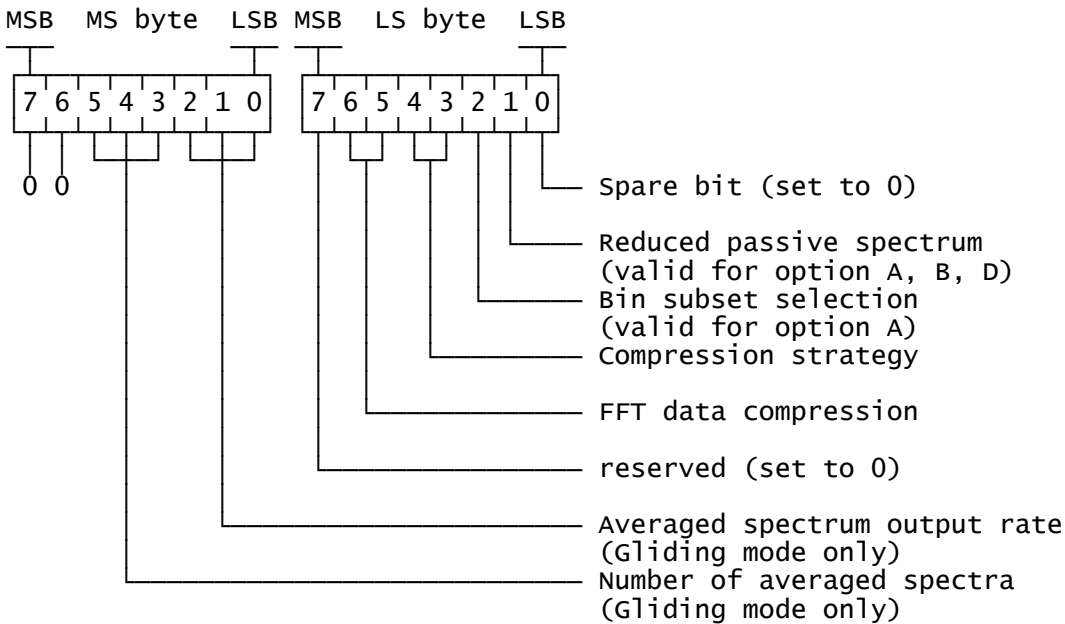 MSB MS byte LSB MSB LS byte LSB
7 6 5 4 3 2 1 0 7 6 5 4 3 2 1 0
0 0 Spare bit (set to 0)
Reduced passive spectrum
(valid for option A, B, D)
Bin subset selection
(valid for option A)
Compression strategy
FFT data compression
reserved (set to 0)
Averaged spectrum output rate
(Gliding mode only)
Number of averaged spectra
(Gliding mode only)